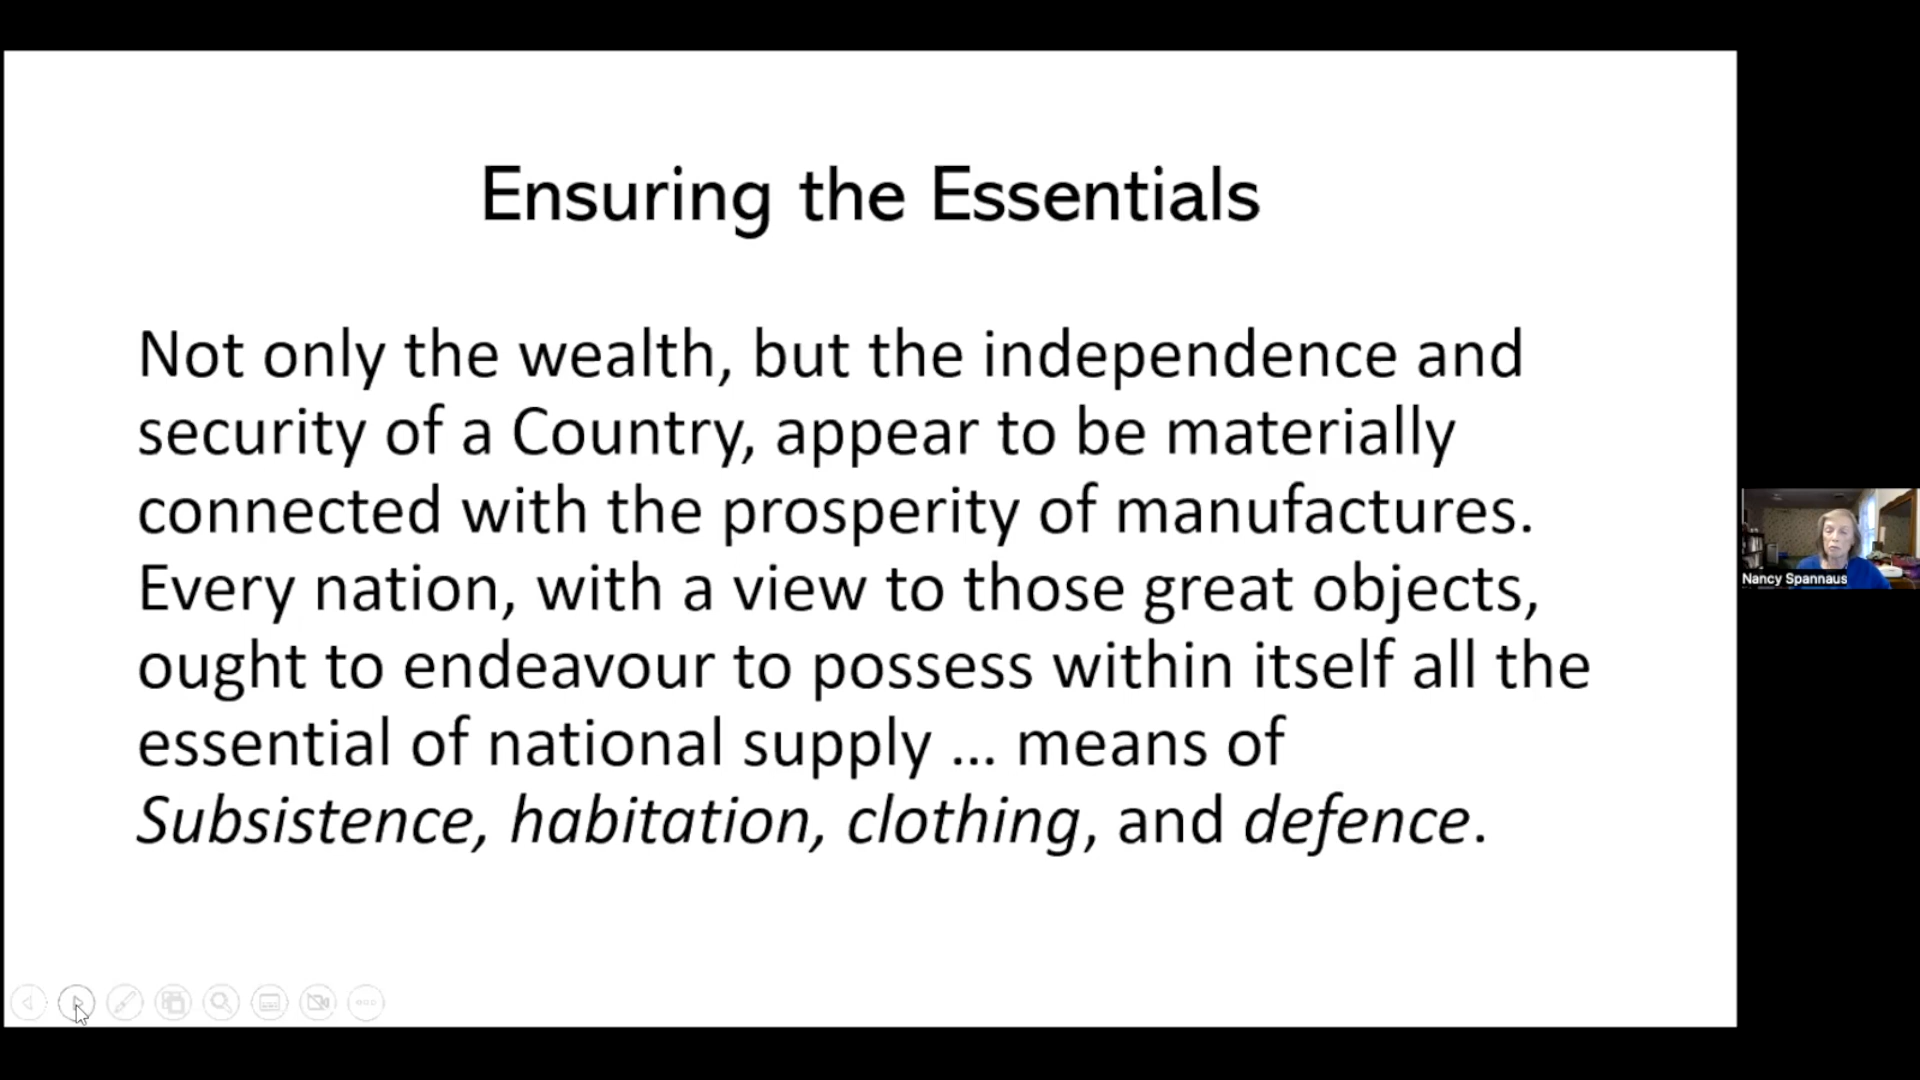 Ensuring the Essentials
Not only the wealth, but the independence and
security of a Country, appear to be materially
connected with the prosperity of manufactures.
Every nation, with a view to those great objects,
ought to endeavour to possess within itself all the
essential of national supply ... means of
Subsistence, habitation, clothing, and defence.
Nancy Spannaus